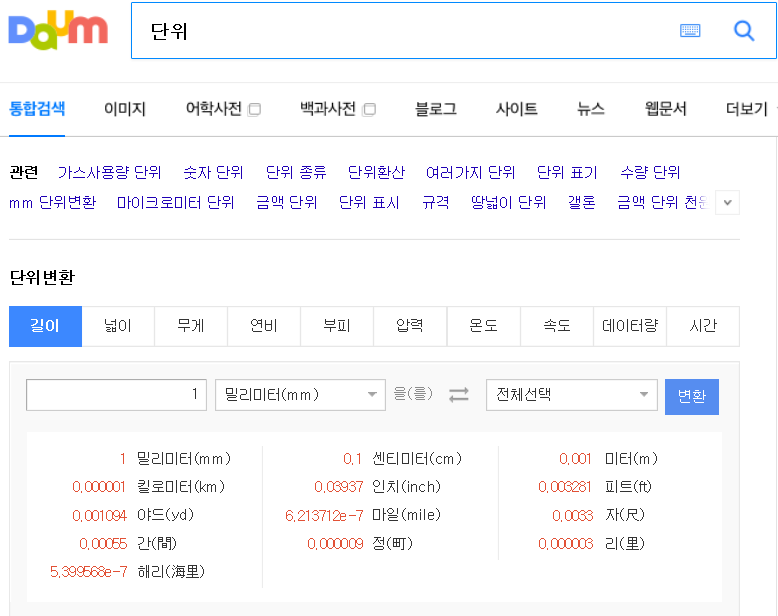 Daum
단위
통합검색 이미지 어학사전 백과사전 블로그 사이트 뉴스 웹문서 더보기
관련 가스사용량 단위 숫자 단위 단위 종류 단위환산 여러가지 단위 단위 표기 수량 단위
mm 단위변환 마이크로미터 단위 금액 단위 단위 표시 규격 땅넓이 단위 갤론 금액 단위
단위변환
길이 넓이 무게 연비 부피 압력 온도 속도 데이터량 시간
1 밀리미터(mm) 을(를) 전체선택 변환
1 밀리미터(mm) 0.1 센티미터(cm) 0.001 미터(m)
0.000001 킬로미터(km) 0.03937 인치(inch) 0.003281 피트(ft)
0.001094 야드(yd) 6.213712e-7 마일(mile) 0.0033 자(尺)
0.00055 간(間) 0.000009 정(町) 0.000003 리(里)
5.399568e-7 해리(海里)